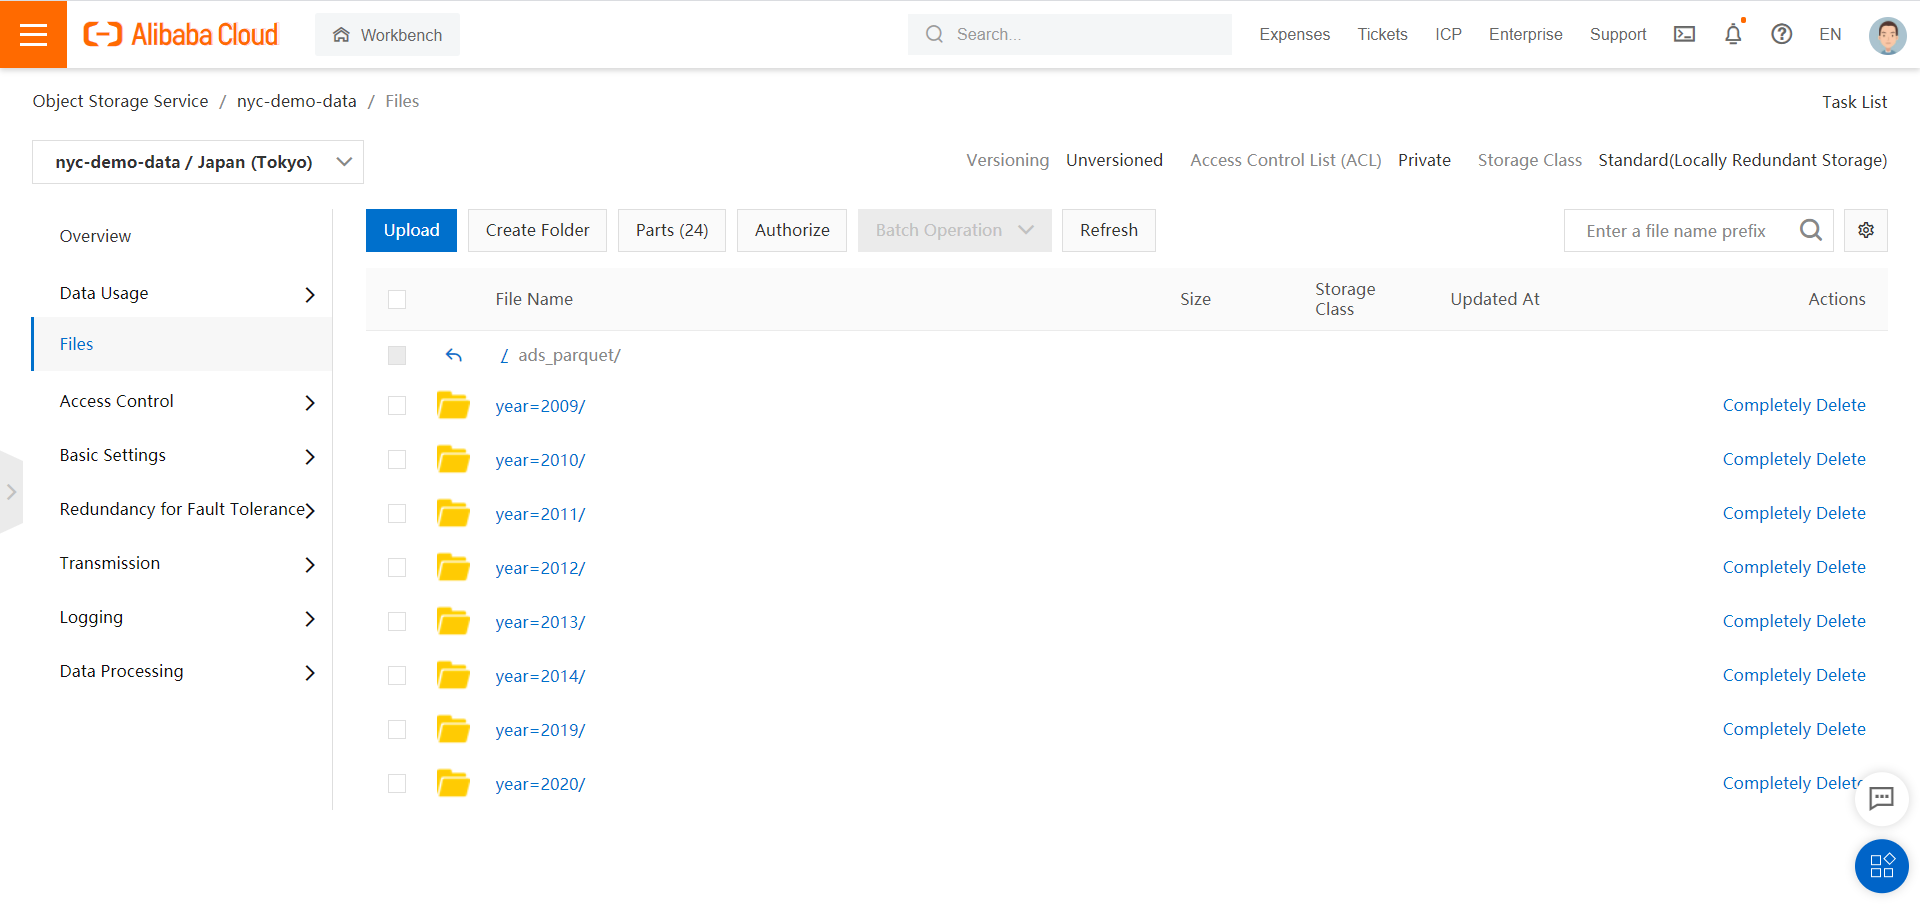 Alibaba Cloud
Workbench
Search...
Expenses
Tickets
ICP
Enterprise
Support
EN
Object Storage Service / nyc-demo-data / Files
Task List
nyc-demo-data / Japan (Tokyo)
Versioning Unversioned Access Control List (ACL) Private Storage Class Standard(Locally Redundant Storage)
Overview
Data Usage
Files
Access Control
Basic Settings
Redundancy for Fault Tolerance
Transmission
Logging
Data Processing
Upload
Create Folder
Parts (24)
Authorize
Batch Operation
Refresh
Enter a file name prefix
File Name
Size
Storage
Class
Updated At
Actions
/ ads_parquet/
year=2009/ Completely Delete
year=2010/ Completely Delete
year=2011/ Completely Delete
year=2012/ Completely Delete
year=2013/ Completely Delete
year=2014/ Completely Delete
year=2019/ Completely Delete
year=2020/ Completely Delete